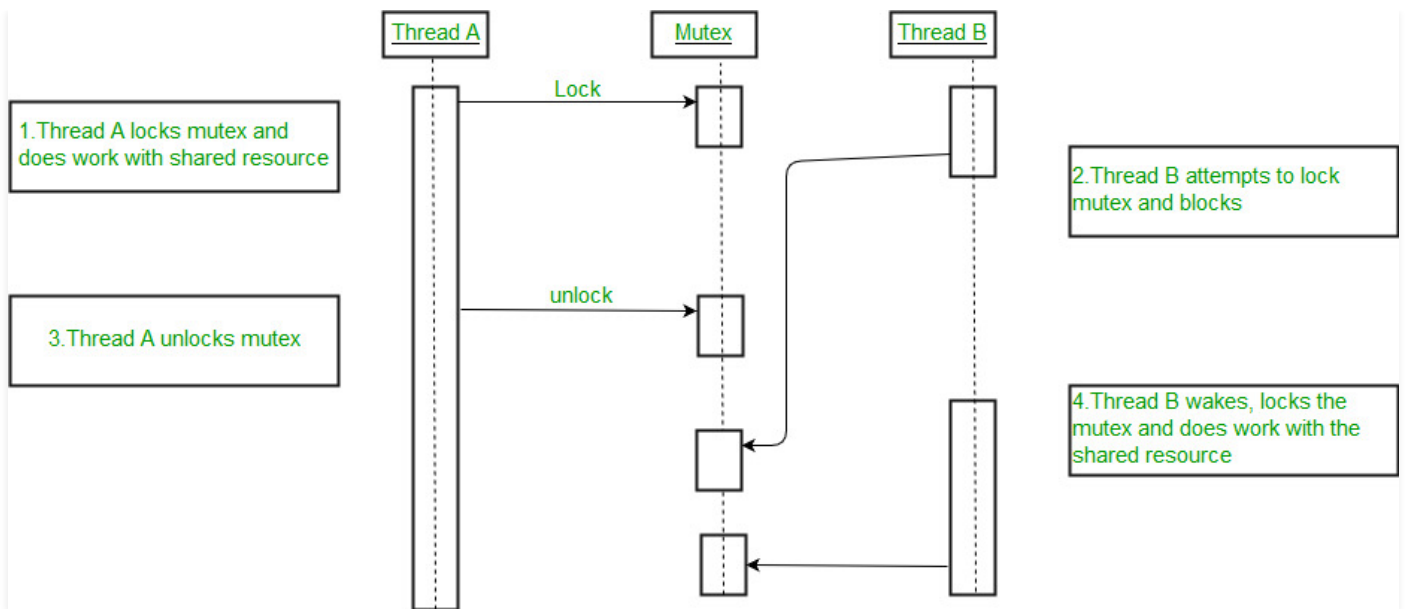 Thread A
Mutex
Thread B
Lock
1.Thread A locks mutex and
does work with shared resource
2.Thread B attempts to lock
mutex and blocks
unlock
3.Thread A unlocks mutex
4.Thread B wakes, locks the
mutex and does work with the
shared resource